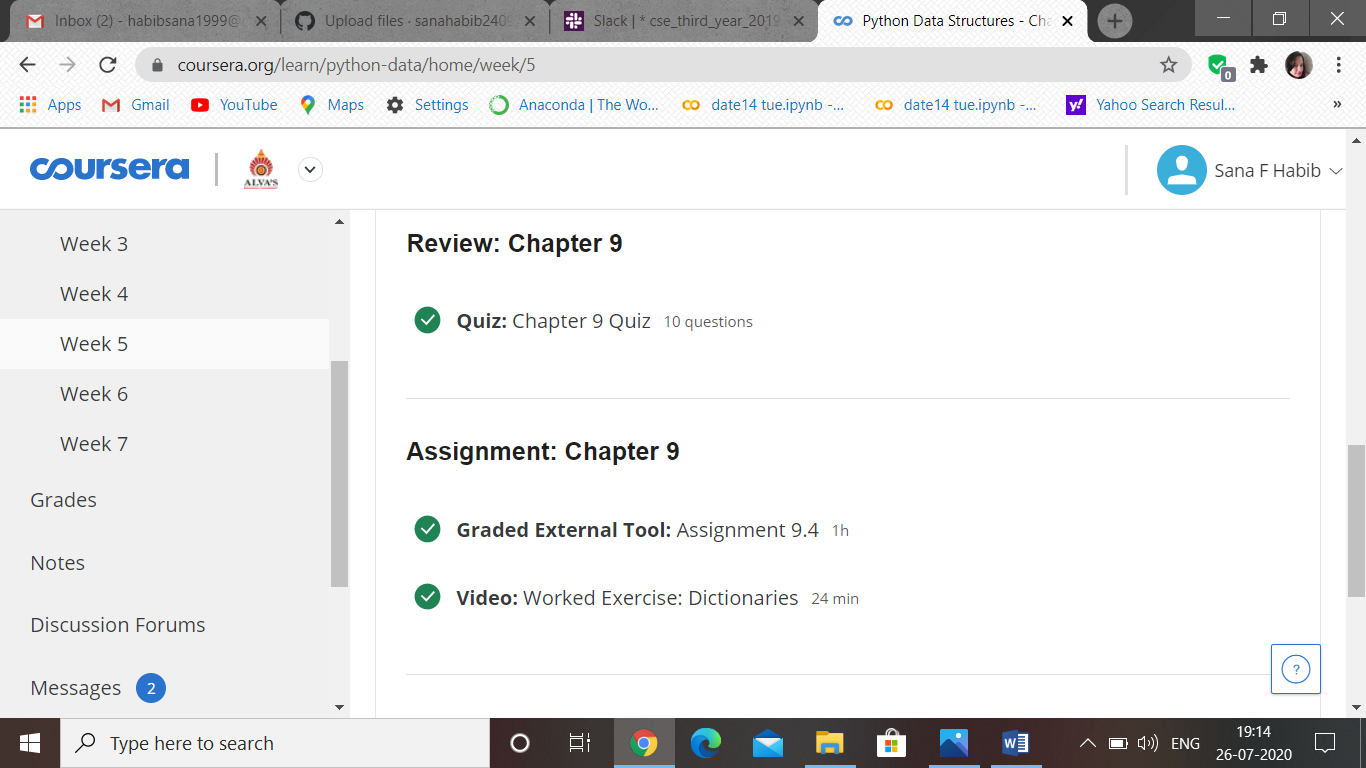 Inbox (2) - habibsana1999@
Upload files · sanahabib240
Slack | * cse_third_year_2019
Python Data Structures - Cha
coursera.org/learn/python-data/home/week/5
0
Apps
Gmail
YouTube
Maps
Settings
Anaconda | The Wo...
date14 tue.ipynb -...
date14 tue.ipynb -...
y!
Yahoo Search Resul...
»
coursera
ALVA'S
Sana F Habib
Week 3
Week 4
Week 5
Week 6
Week 7
Grades
Notes
Discussion Forums
Messages 2
Review: Chapter 9
Quiz: Chapter 9 Quiz 10 questions
Assignment: Chapter 9
Graded External Tool: Assignment 9.4 1h
Video: Worked Exercise: Dictionaries 24 min
?
Type here to search
ENG
19:14
26-07-2020